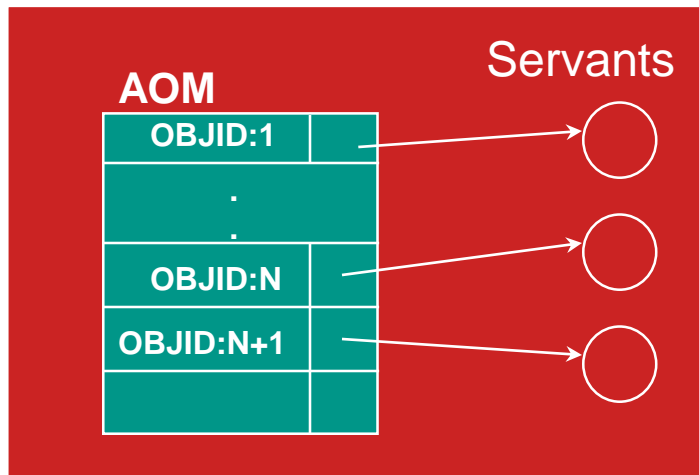 Servants
AOM
OBJID:1
.
.
OBJID:N
OBJID:N+1